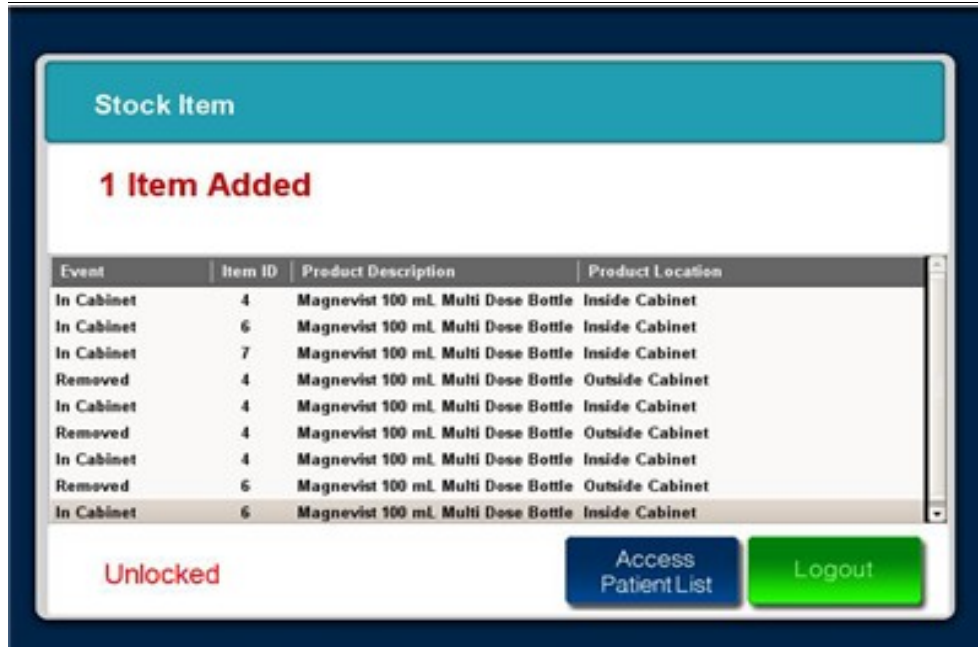 Stock Item
1 Item Added
Event Item ID Product Description Product Location
In Cabinet 4 Magnevist 100 mL Multi Dose Bottle Inside Cabinet
In Cabinet 6 Magnevist 100 mL Multi Dose Bottle Inside Cabinet
In Cabinet 7 Magnevist 100 mL Multi Dose Bottle Inside Cabinet
Removed 4 Magnevist 100 mL Multi Dose Bottle Outside Cabinet
In Cabinet 4 Magnevist 100 mL Multi Dose Bottle Inside Cabinet
Removed 4 Magnevist 100 mL Multi Dose Bottle Outside Cabinet
In Cabinet 4 Magnevist 100 mL Multi Dose Bottle Inside Cabinet
Removed 6 Magnevist 100 mL Multi Dose Bottle Outside Cabinet
In Cabinet 6 Magnevist 100 mL Multi Dose Bottle Inside Cabinet
Unlocked
Access
Patient List
Logout